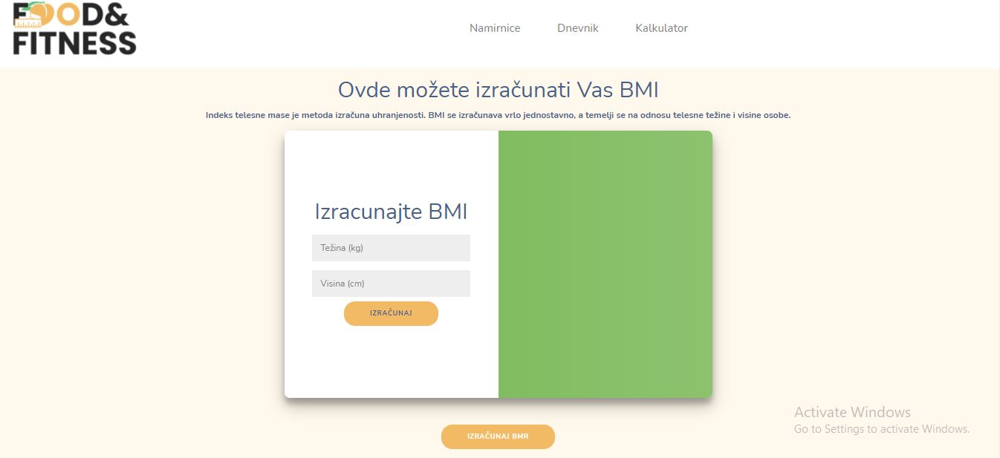 FOOD&
FITNESS
Namirnice
Dnevnik
Kalkulator
Ovde možete izračunati Vas BMI
Indeks telesne mase je metoda izračuna uhranjenosti. BMI se izračunava vrlo jednostavno, a temelji se na odnosu telesne težine i visine osobe.
Izracunajte BMI
Težina (kg)
Visina (cm)
IZRAČUNAJ
IZRAČUNAJ BMR
Activate Windows
Go to Settings to activate Windows.